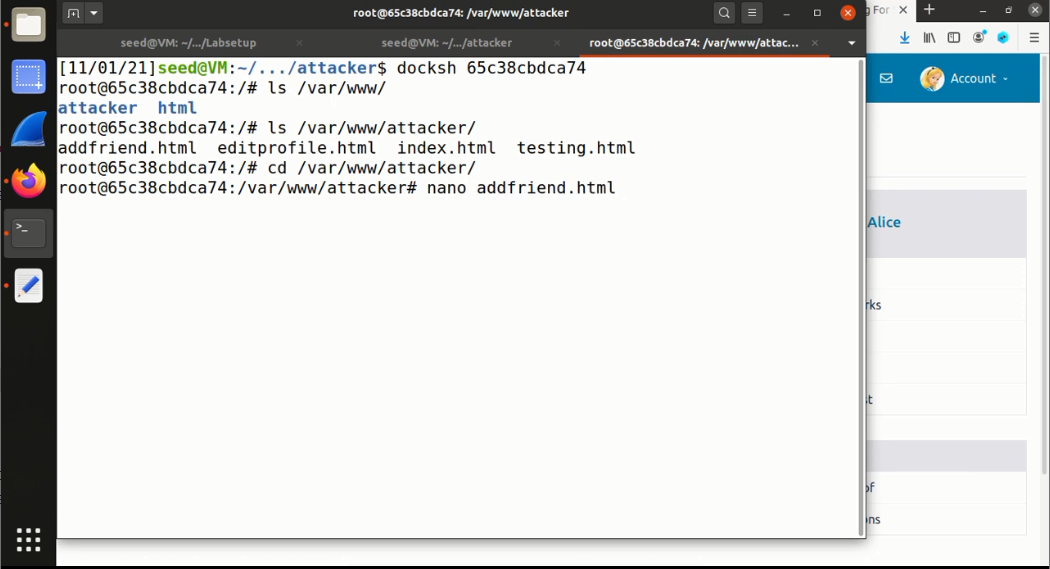 root@65c38cbdca74: /var/www/attacker
g For S
seed@VM: ~/.../Labsetup
seed@VM: ~/.../attacker
root@65c38cbdca74: /var/www/attac...
[11/01/21]seed@VM:~/.../attacker$ docksh 65c38cbdca74
root@65c38cbdca74:/# ls /var/www/
attacker html
root@65c38cbdca74:/# ls /var/www/attacker/
addfriend.html editprofile.html index.html testing.html
root@65c38cbdca74:/# cd /var/www/attacker/
root@65c38cbdca74:/var/www/attacker# nano addfriend.html
Account
Alice
rks
st
of
ons